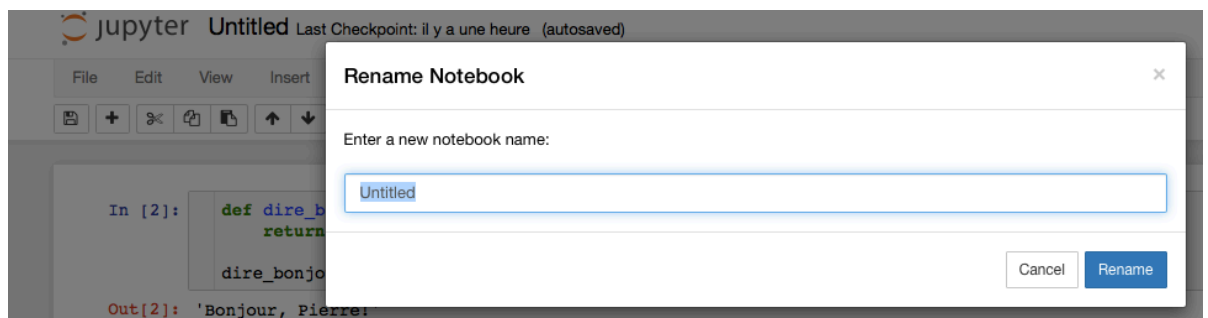 jupyter Untitled Last Checkpoint: il y a une heure (autosaved)
File Edit View Insert
Rename Notebook ×
Enter a new notebook name:
Untitled
In [2]: def dire_b
return
dire_bonjo
Cancel Rename
Out[2]: 'Bonjour, Pierre!'